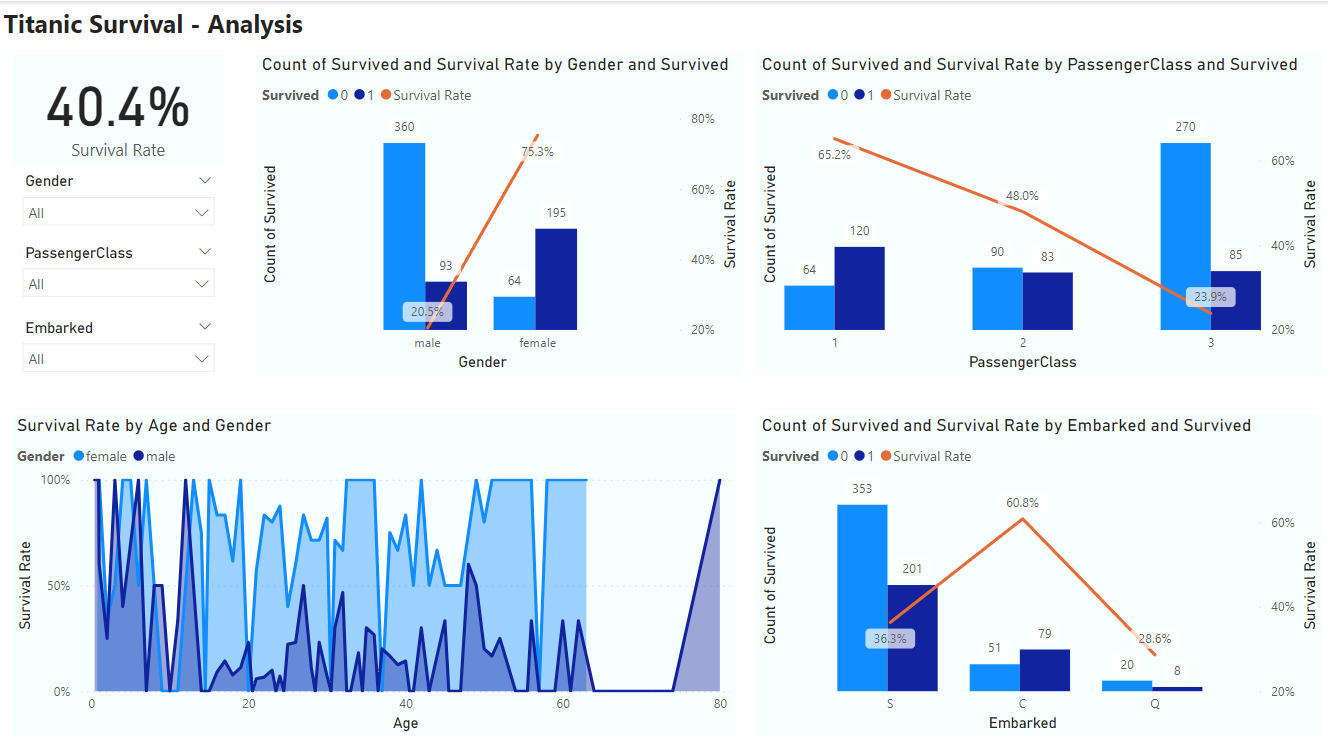 Titanic Survival - Analysis
40.4%
Survival Rate
Gender
All
PassengerClass
All
Embarked
All
Count of Survived and Survival Rate by Gender and Survived
Survived 0 1 Survival Rate
Count of Survived
360
93
20.5%
64
195
75.3%
80%
60%
40%
20%
Survival Rate
male female
Gender
Count of Survived and Survival Rate by PassengerClass and Survived
Survived 0 1 Survival Rate
Count of Survived
65.2%
64
120
48.0%
90
83
270
85
23.9%
60%
40%
20%
Survival Rate
1 2 3
PassengerClass
Survival Rate by Age and Gender
Gender female male
Survival Rate
100%
50%
0%
0 20 40 60 80
Age
Count of Survived and Survival Rate by Embarked and Survived
Survived 0 1 Survival Rate
Count of Survived
353
201
36.3%
60.8%
51
79
28.6%
20
8
60%
40%
20%
Survival Rate
S C Q
Embarked